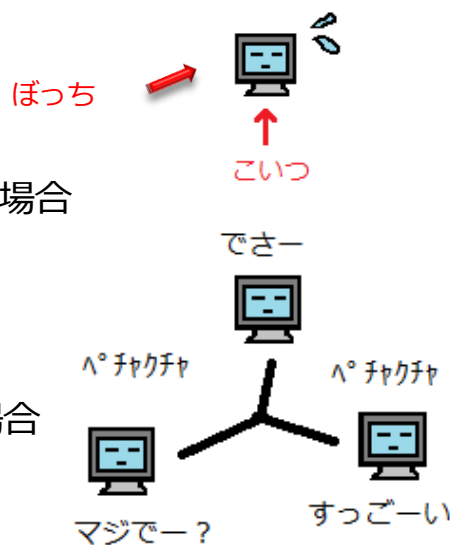 ぼっち
こいつ
場合
でさー
ペチャクチャ
ペチャクチャ
場合
マジでー？
すっごーい